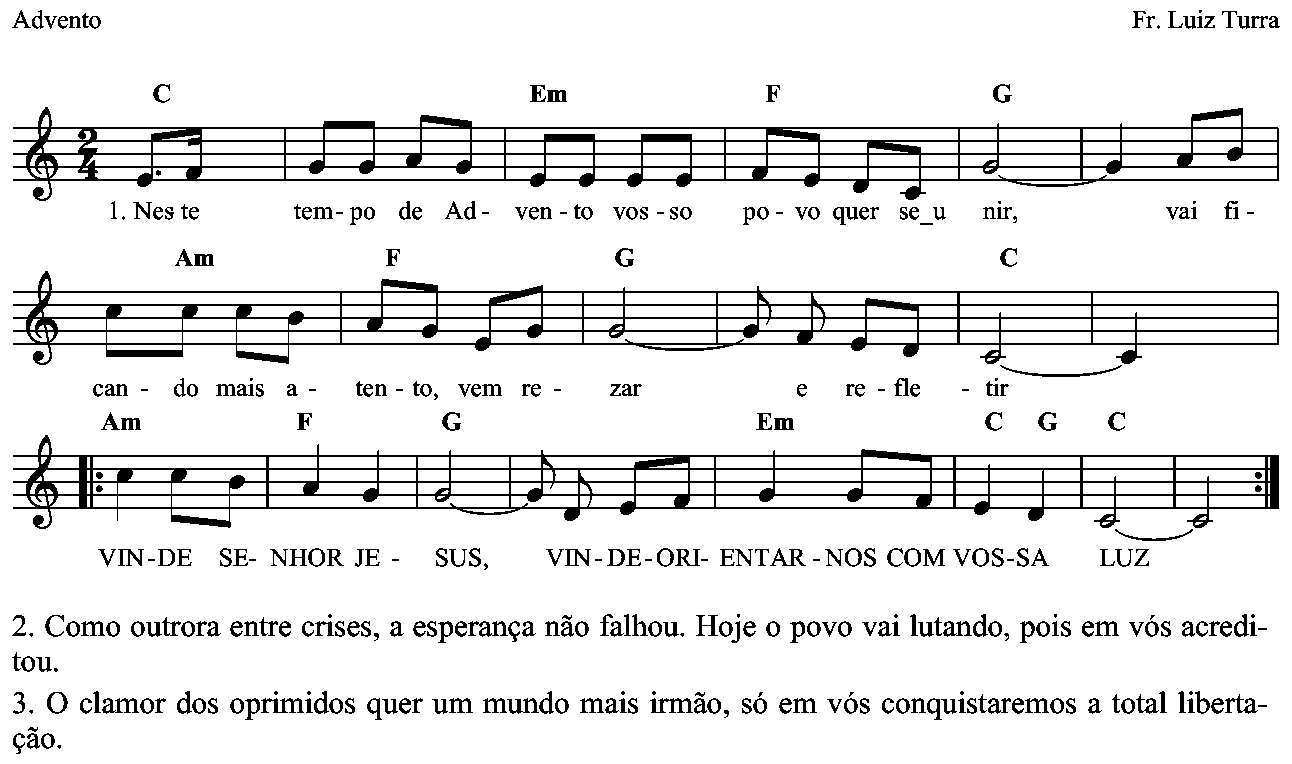 Advento Fr. Luiz Turra
C Em F G
2
4
1. Nes te tem-po de Ad-ven-to vos-so po-vo quer se_u nir, vai fi-
Am F G C
can-do mais a-ten-to, vem re-zar e re-fle-tir
Am F G Em C G C
VIN-DE SE-NHOR JE-SUS, VIN-DE-ORI-ENTAR-NOS COM VOS-SA LUZ
2. Como outrora entre crises, a esperança não falhou. Hoje o povo vai lutando, pois em vós acredi-
tou.
3. O clamor dos oprimidos quer um mundo mais irmão, só em vós conquistaremos a total liberta-
ção.